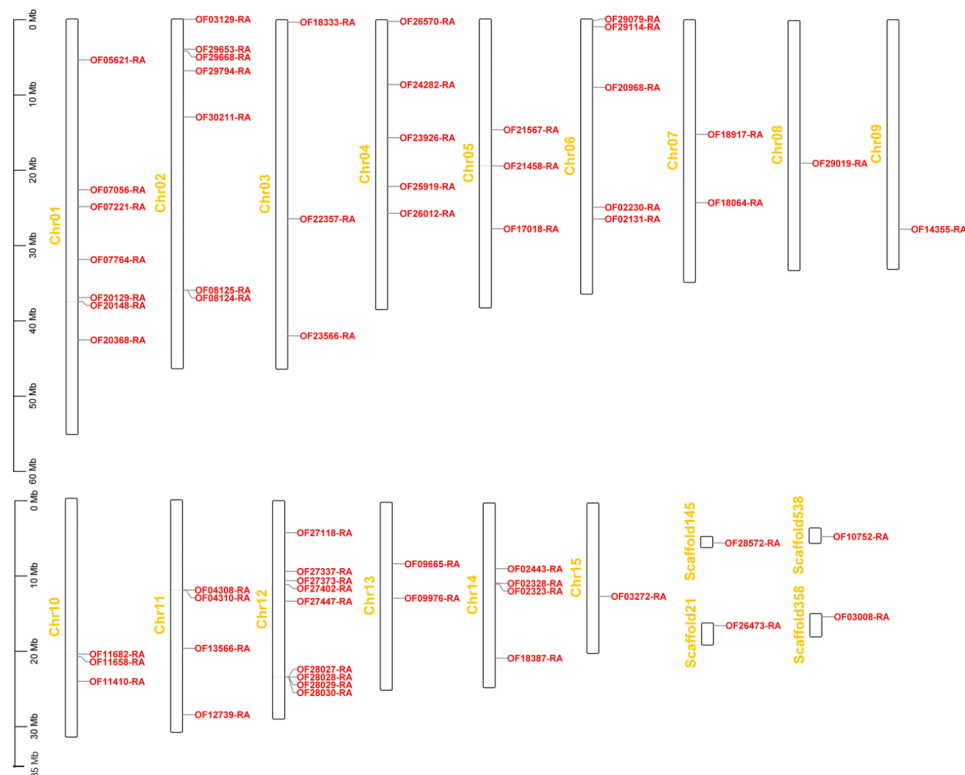 0 Mb
10 Mb
20 Mb
30 Mb
40 Mb
50 Mb
60 Mb
Chr01
OF05621-RA
OF07056-RA
OF07221-RA
OF07764-RA
OF20129-RA
OF20148-RA
OF20368-RA
Chr02
OF03129-RA
OF29653-RA
OF29668-RA
OF29794-RA
OF30211-RA
OF08125-RA
OF08124-RA
Chr03
OF18333-RA
OF22357-RA
OF23566-RA
Chr04
OF26570-RA
OF24282-RA
OF23926-RA
OF25919-RA
OF26012-RA
Chr05
OF21567-RA
OF21458-RA
OF17018-RA
Chr06
OF29079-RA
OF29114-RA
OF20968-RA
OF02230-RA
OF02131-RA
Chr07
OF18917-RA
OF18064-RA
Chr08
OF29019-RA
Chr09
OF14355-RA
0 Mb
10 Mb
20 Mb
30 Mb
35 Mb
Chr10
OF11682-RA
OF11658-RA
OF11410-RA
Chr11
OF04308-RA
OF04310-RA
OF13566-RA
OF12739-RA
Chr12
OF27118-RA
OF27337-RA
OF27373-RA
OF27402-RA
OF27447-RA
OF28027-RA
OF28028-RA
OF28029-RA
OF28030-RA
Chr13
OF09665-RA
OF09976-RA
Chr14
OF02443-RA
OF02328-RA
OF02323-RA
OF18387-RA
Chr15
OF03272-RA
Scaffold145
OF28572-RA
Scaffold538
OF10752-RA
Scaffold21
OF26473-RA
Scaffold358
OF03008-RA